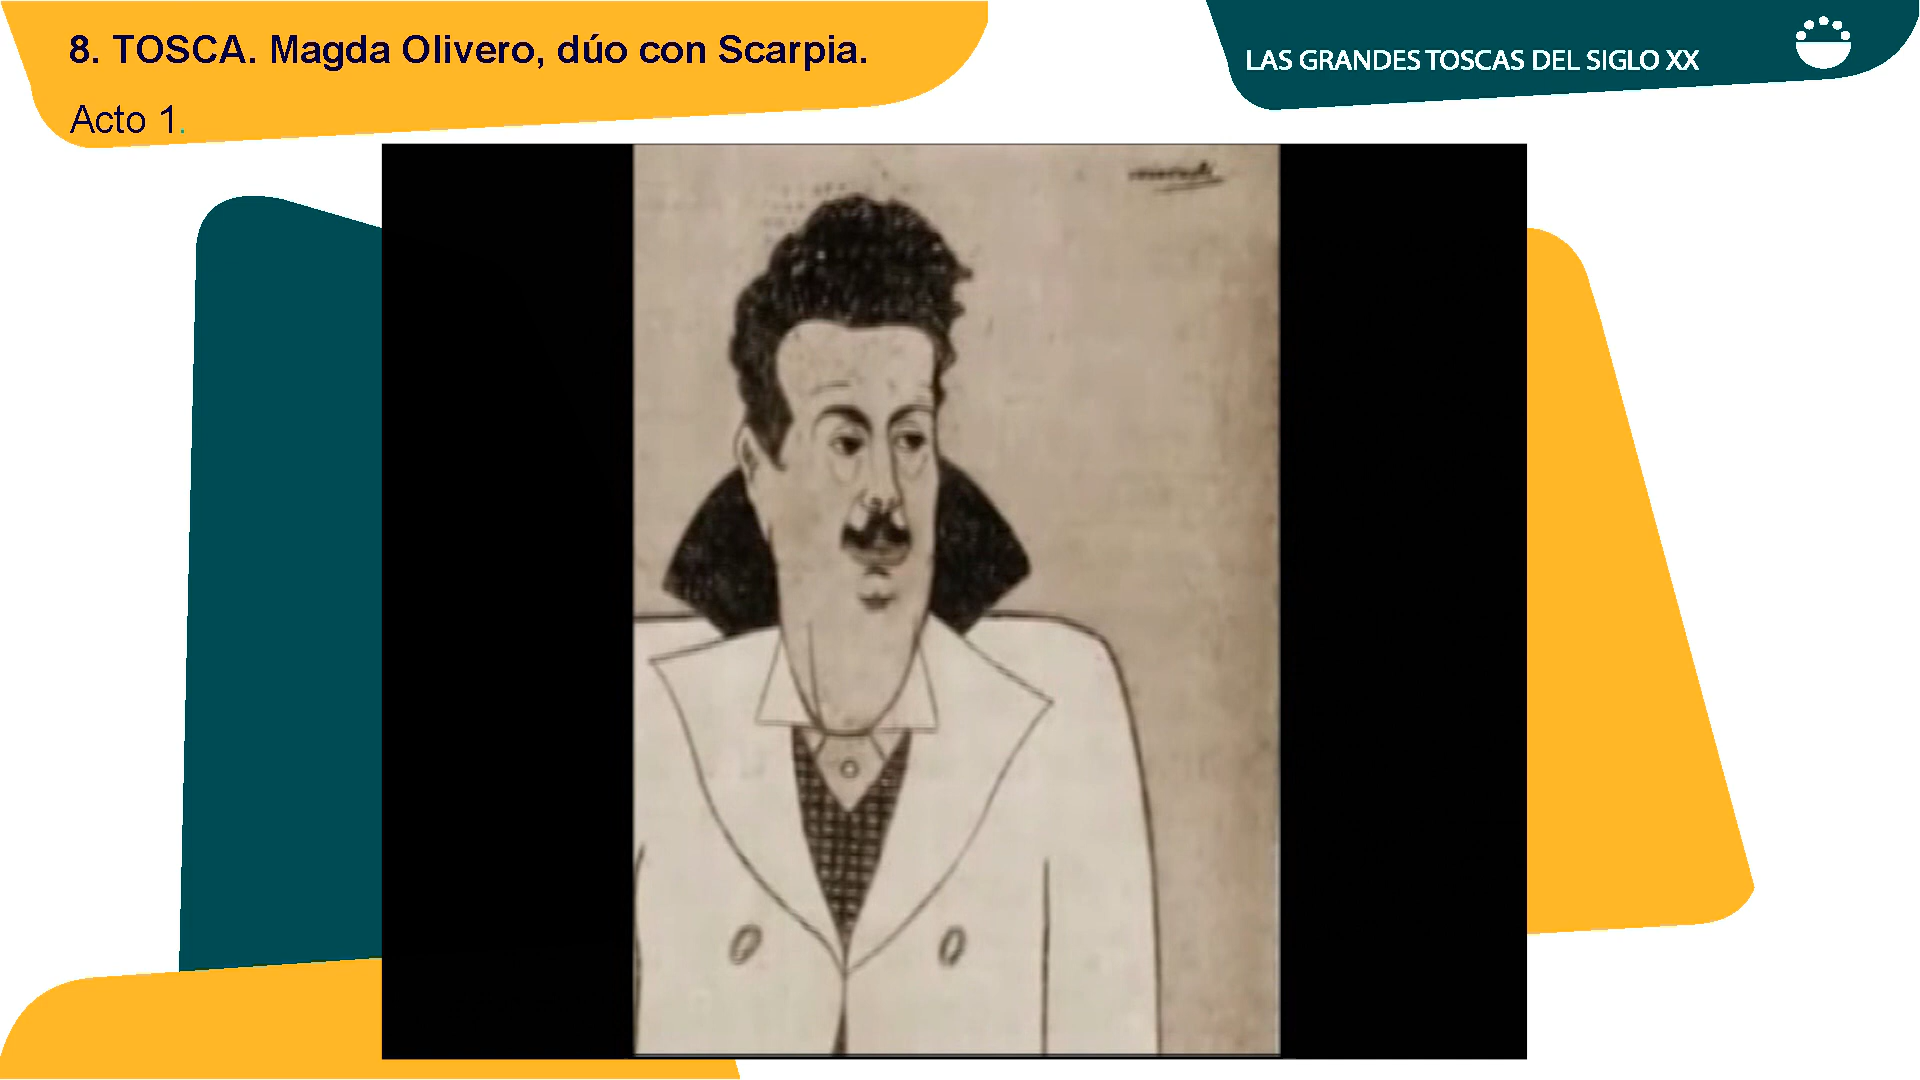 8. TOSCA. Magda Olivero, dúo con Scarpia.
Acto 1.
LAS GRANDES TOSCAS DEL SIGLO XX